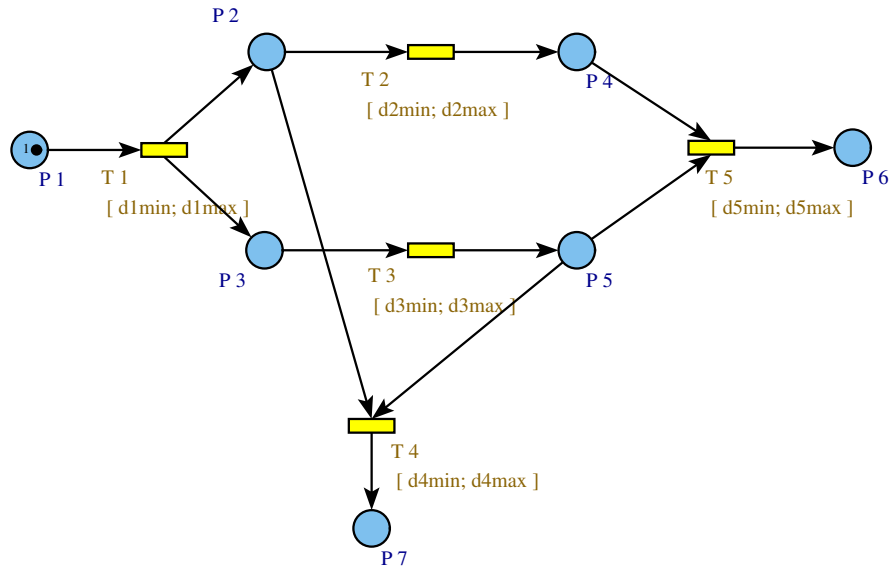 P 2
T 2
P 4
[ d2min; d2max ]
1
P 1
T 1
[ d1min; d1max ]
T 5
P 6
[ d5min; d5max ]
P 3
T 3
P 5
[ d3min; d3max ]
T 4
[ d4min; d4max ]
P 7